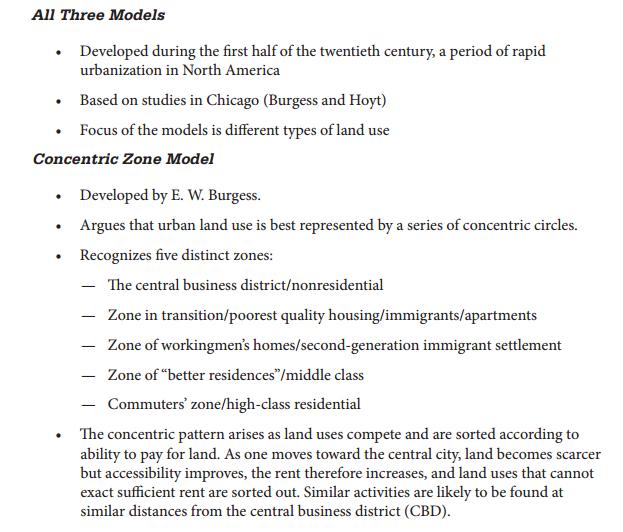 All Three Models
• Developed during the first half of the twentieth century, a period of rapid
urbanization in North America
• Based on studies in Chicago (Burgess and Hoyt)
• Focus of the models is different types of land use
Concentric Zone Model
• Developed by E. W. Burgess.
• Argues that urban land use is best represented by a series of concentric circles.
• Recognizes five distinct zones:
— The central business district/nonresidential
— Zone in transition/poorest quality housing/immigrants/apartments
— Zone of workingmen's homes/second-generation immigrant settlement
— Zone of “better residences”/middle class
— Commuters' zone/high-class residential
• The concentric pattern arises as land uses compete and are sorted according to
ability to pay for land. As one moves toward the central city, land becomes scarcer
but accessibility improves, the rent therefore increases, and land uses that cannot
exact sufficient rent are sorted out. Similar activities are likely to be found at
similar distances from the central business district (CBD).